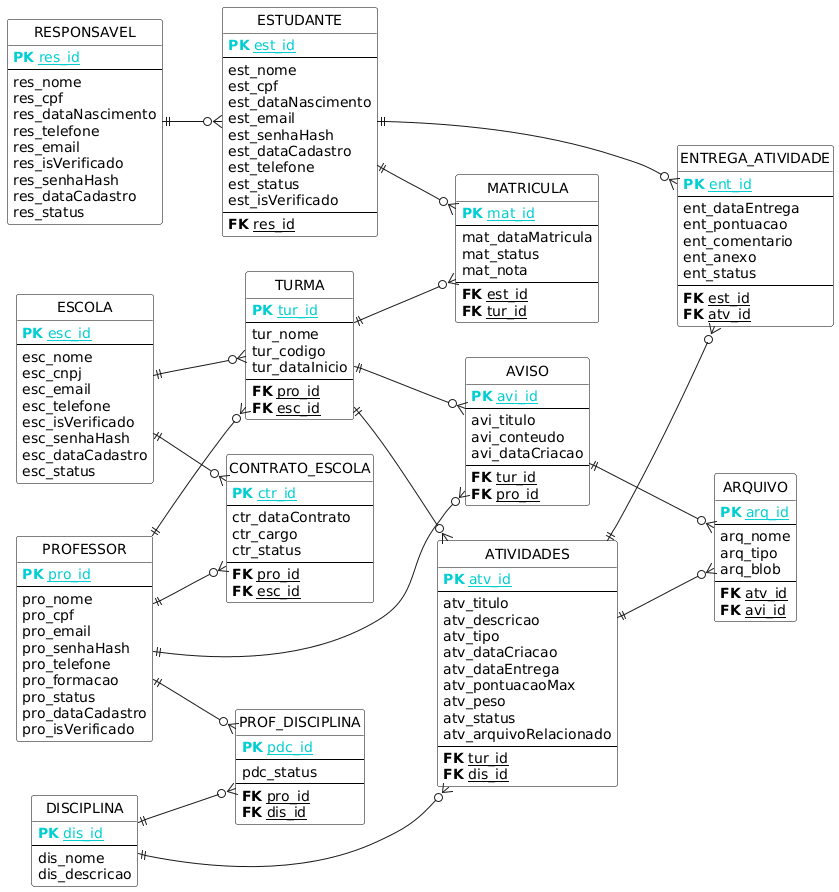 RESPONSAVEL
PK res_id
res_nome
res_cpf
res_dataNascimento
res_telefone
res_email
res_isVerificado
res_senhaHash
res_dataCadastro
res_status
ESTUDANTE
PK est_id
est_nome
est_cpf
est_dataNascimento
est_email
est_senhaHash
est_dataCadastro
est_telefone
est_status
est_isVerificado
FK res_id
ENTREGA_ATIVIDADE
PK ent_id
ent_dataEntrega
ent_pontuacao
ent_comentario
ent_anexo
ent_status
FK est_id
FK atv_id
MATRICULA
PK mat_id
mat_dataMatricula
mat_status
mat_nota
FK est_id
FK tur_id
TURMA
PK tur_id
tur_nome
tur_codigo
tur_dataInicio
FK pro_id
FK esc_id
ESCOLA
PK esc_id
esc_nome
esc_cnpj
esc_email
esc_telefone
esc_isVerificado
esc_senhaHash
esc_dataCadastro
esc_status
AVISO
PK avi_id
avi_titulo
avi_conteudo
avi_dataCriacao
FK tur_id
FK pro_id
CONTRATO_ESCOLA
PK ctr_id
ctr_dataContrato
ctr_cargo
ctr_status
FK pro_id
FK esc_id
ARQUIVO
PK arq_id
arq_nome
arq_tipo
arq_blob
FK atv_id
FK avi_id
PROFESSOR
PK pro_id
pro_nome
pro_cpf
pro_email
pro_senhaHash
pro_telefone
pro_formacao
pro_status
pro_dataCadastro
pro_isVerificado
ATIVIDADES
PK atv_id
atv_titulo
atv_descricao
atv_tipo
atv_dataCriacao
atv_dataEntrega
atv_pontuacaoMax
atv_peso
atv_status
atv_arquivoRelacionado
FK tur_id
FK dis_id
PROF_DISCIPLINA
PK pdc_id
pdc_status
FK pro_id
FK dis_id
DISCIPLINA
PK dis_id
dis_nome
dis_descricao